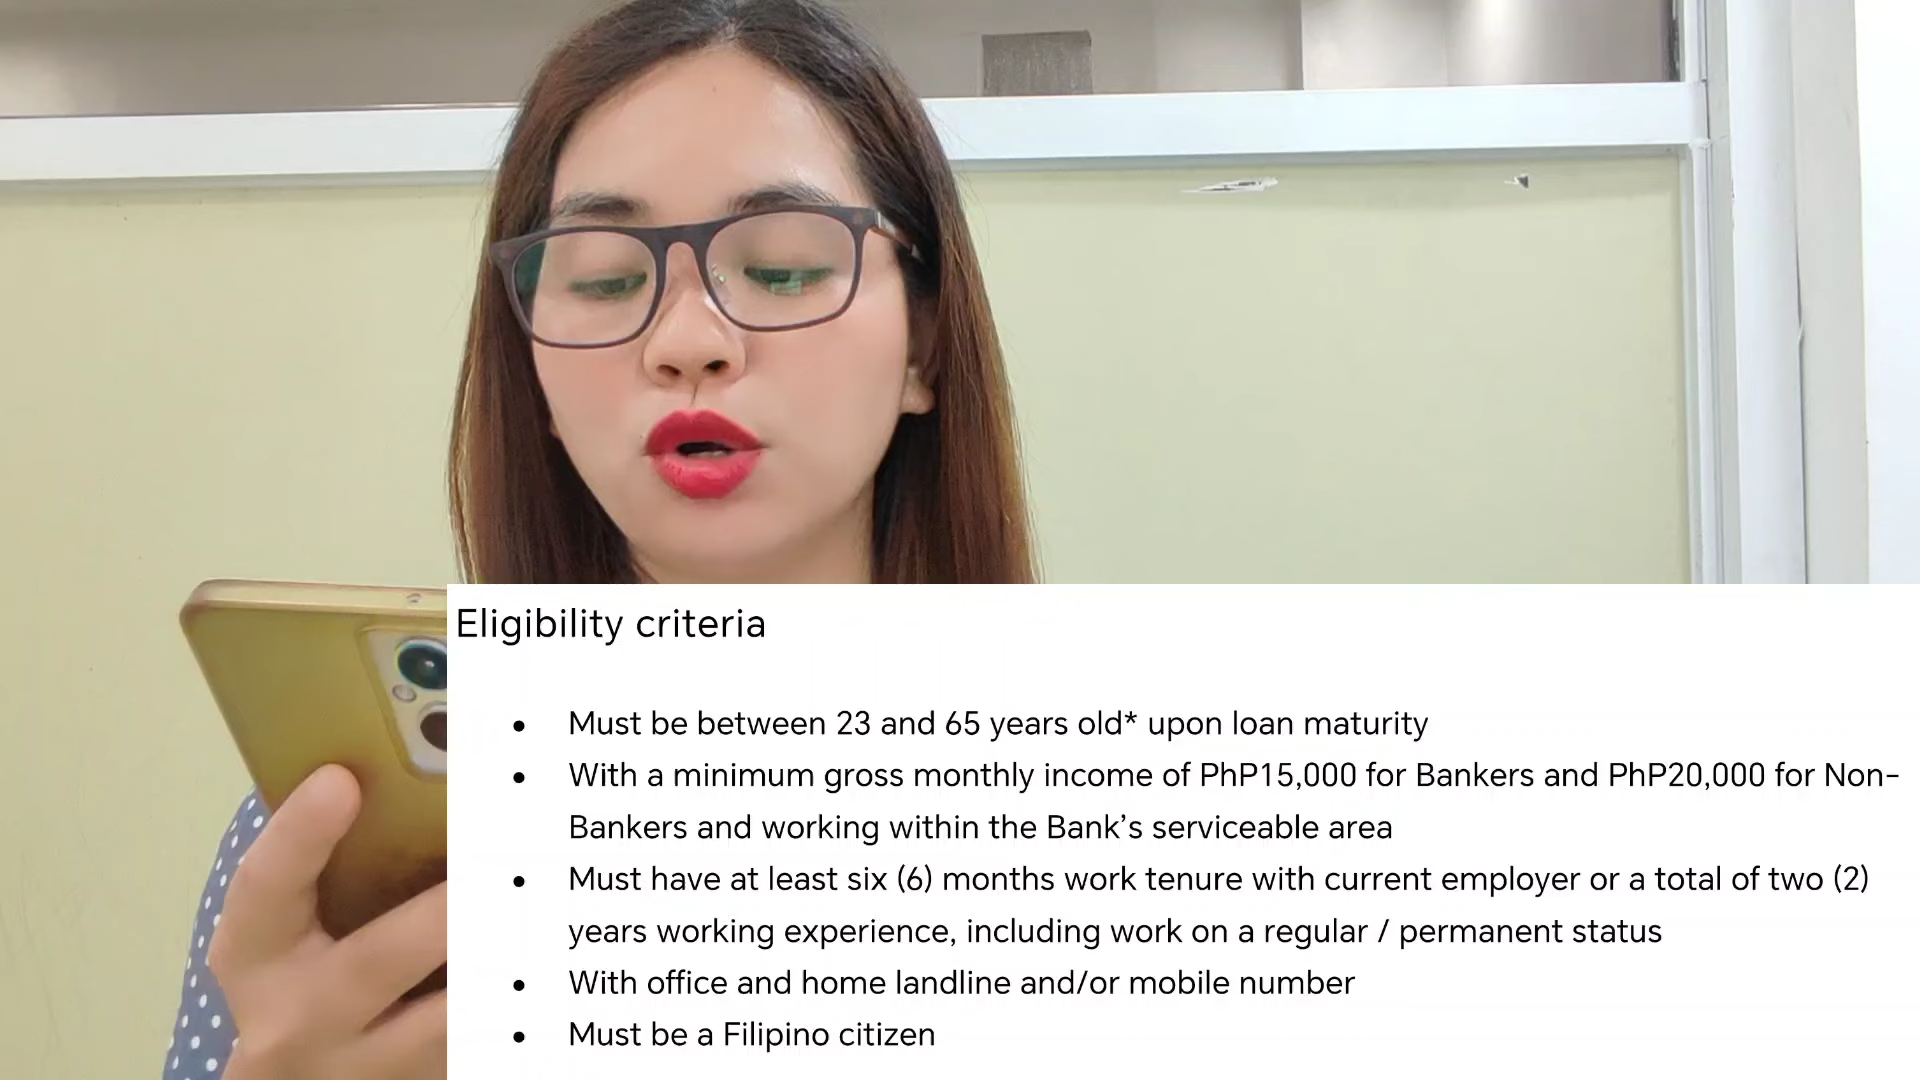 Eligibility criteria
• Must be between 23 and 65 years old* upon loan maturity
• With a minimum gross monthly income of PhP15,000 for Bankers and PhP20,000 for Non-
Bankers and working within the Bank’s serviceable area
• Must have at least six (6) months work tenure with current employer or a total of two (2)
years working experience, including work on a regular / permanent status
• With office and home landline and/or mobile number
• Must be a Filipino citizen